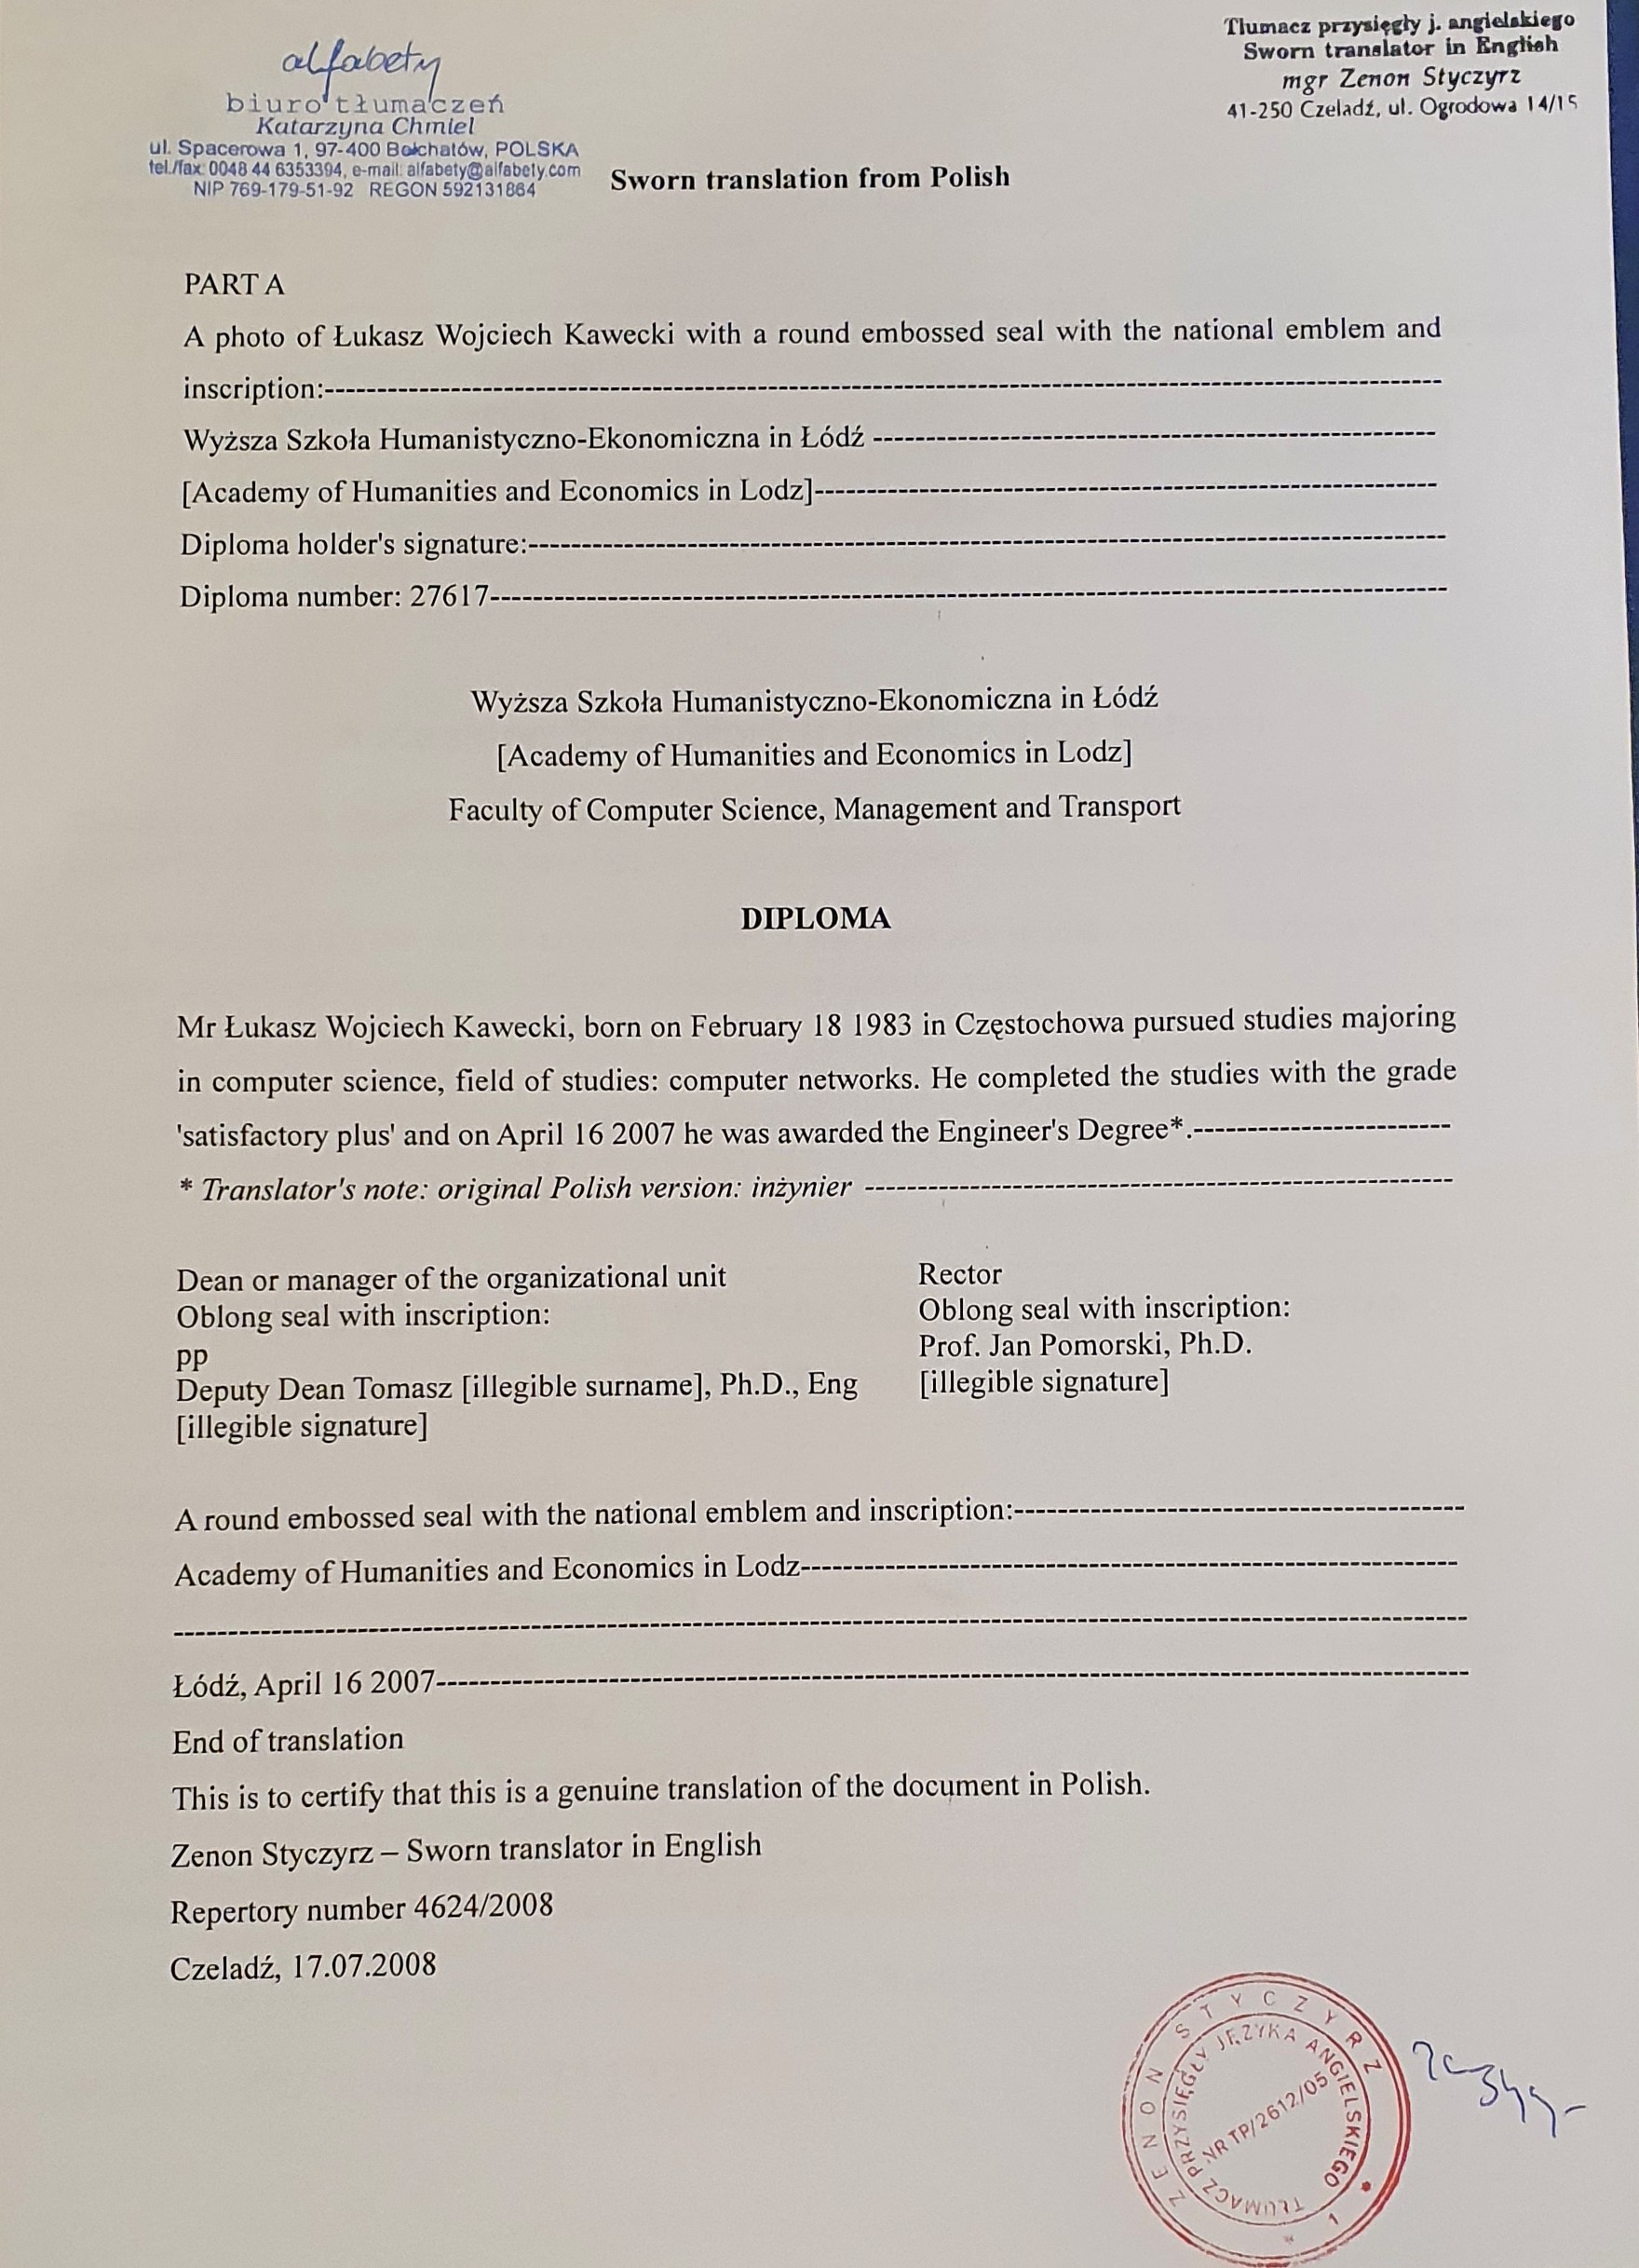 alfabety
biuro tłumaczeń
Katarzyna Chmiel
ul. Spacerowa 1, 97-400 Bełchatów, POLSKA
tel./fax: 0048 44 6353394, e-mail: alfabety@alfabety.com
NIP 769-179-51-92 REGON 592131864
Tłumacz przysięgły j. angielskiego
Sworn translator in English
mgr Zenon Styczyrz
41-250 Czeladź, ul. Ogrodowa 14/15
Sworn translation from Polish
PART A
A photo of Łukasz Wojciech Kawecki with a round embossed seal with the national emblem and
inscription:
Wyższa Szkoła Humanistyczno-Ekonomiczna in Łódź
[Academy of Humanities and Economics in Lodz]
Diploma holder's signature:
Diploma number: 27617
Wyższa Szkoła Humanistyczno-Ekonomiczna in Łódź
[Academy of Humanities and Economics in Lodz]
Faculty of Computer Science, Management and Transport
DIPLOMA
Mr Łukasz Wojciech Kawecki, born on February 18 1983 in Częstochowa pursued studies majoring
in computer science, field of studies: computer networks. He completed the studies with the grade
'satisfactory plus' and on April 16 2007 he was awarded the Engineer's Degree*.
* Translator's note: original Polish version: inżynier
Dean or manager of the organizational unit
Oblong seal with inscription:
pp
Deputy Dean Tomasz [illegible surname], Ph.D., Eng
[illegible signature]
Rector
Oblong seal with inscription:
Prof. Jan Pomorski, Ph.D.
[illegible signature]
A round embossed seal with the national emblem and inscription:
Academy of Humanities and Economics in Lodz
Łódź, April 16 2007
End of translation
This is to certify that this is a genuine translation of the document in Polish.
Zenon Styczyrz – Sworn translator in English
Repertory number 4624/2008
Czeladź, 17.07.2008
ZENON STYCZYRZ
TŁUMACZ PRZYSIĘGŁY JĘZYKA ANGIELSKIEGO
NR TP/2612/05
1